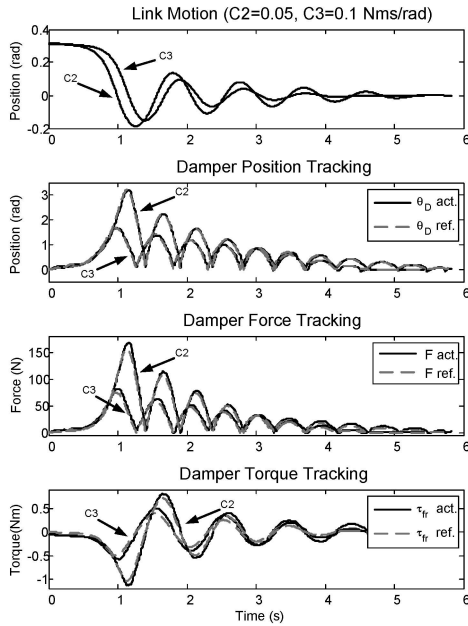 Link Motion (C2=0.05, C3=0.1 Nms/rad)
Position (rad)
0.4
0.2
0
-0.2
C3
C2
0 1 2 3 4 5 6
Damper Position Tracking
Position (rad)
3
2
1
0
C2
C3
θD act.
θD ref.
0 1 2 3 4 5 6
Damper Force Tracking
Force (N)
150
100
50
0
C2
C3
F act.
F ref.
0 1 2 3 4 5 6
Damper Torque Tracking
Torque(Nm)
0.5
0
-0.5
-1
C3
C2
τfr act.
τfr ref.
0 1 2 3 4 5 6
Time (s)